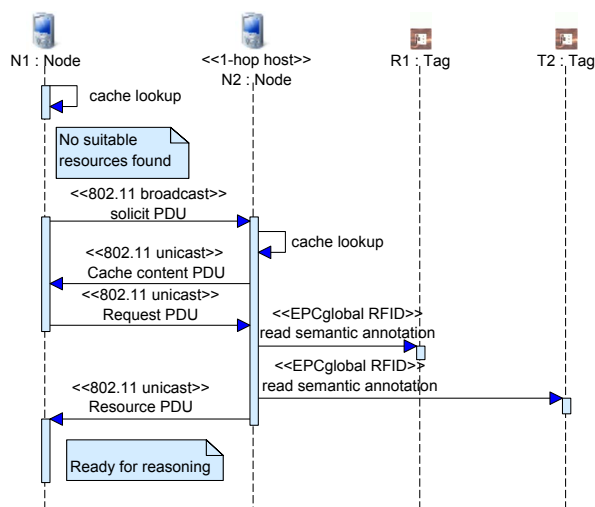 N1 : Node
<<1-hop host>>
N2 : Node
R1 : Tag
T2 : Tag
cache lookup
No suitable
resources found
<<802.11 broadcast>>
solicit PDU
cache lookup
<<802.11 unicast>>
Cache content PDU
<<802.11 unicast>>
Request PDU
<<EPCglobal RFID>>
read semantic annotation
<<EPCglobal RFID>>
read semantic annotation
<<802.11 unicast>>
Resource PDU
Ready for reasoning